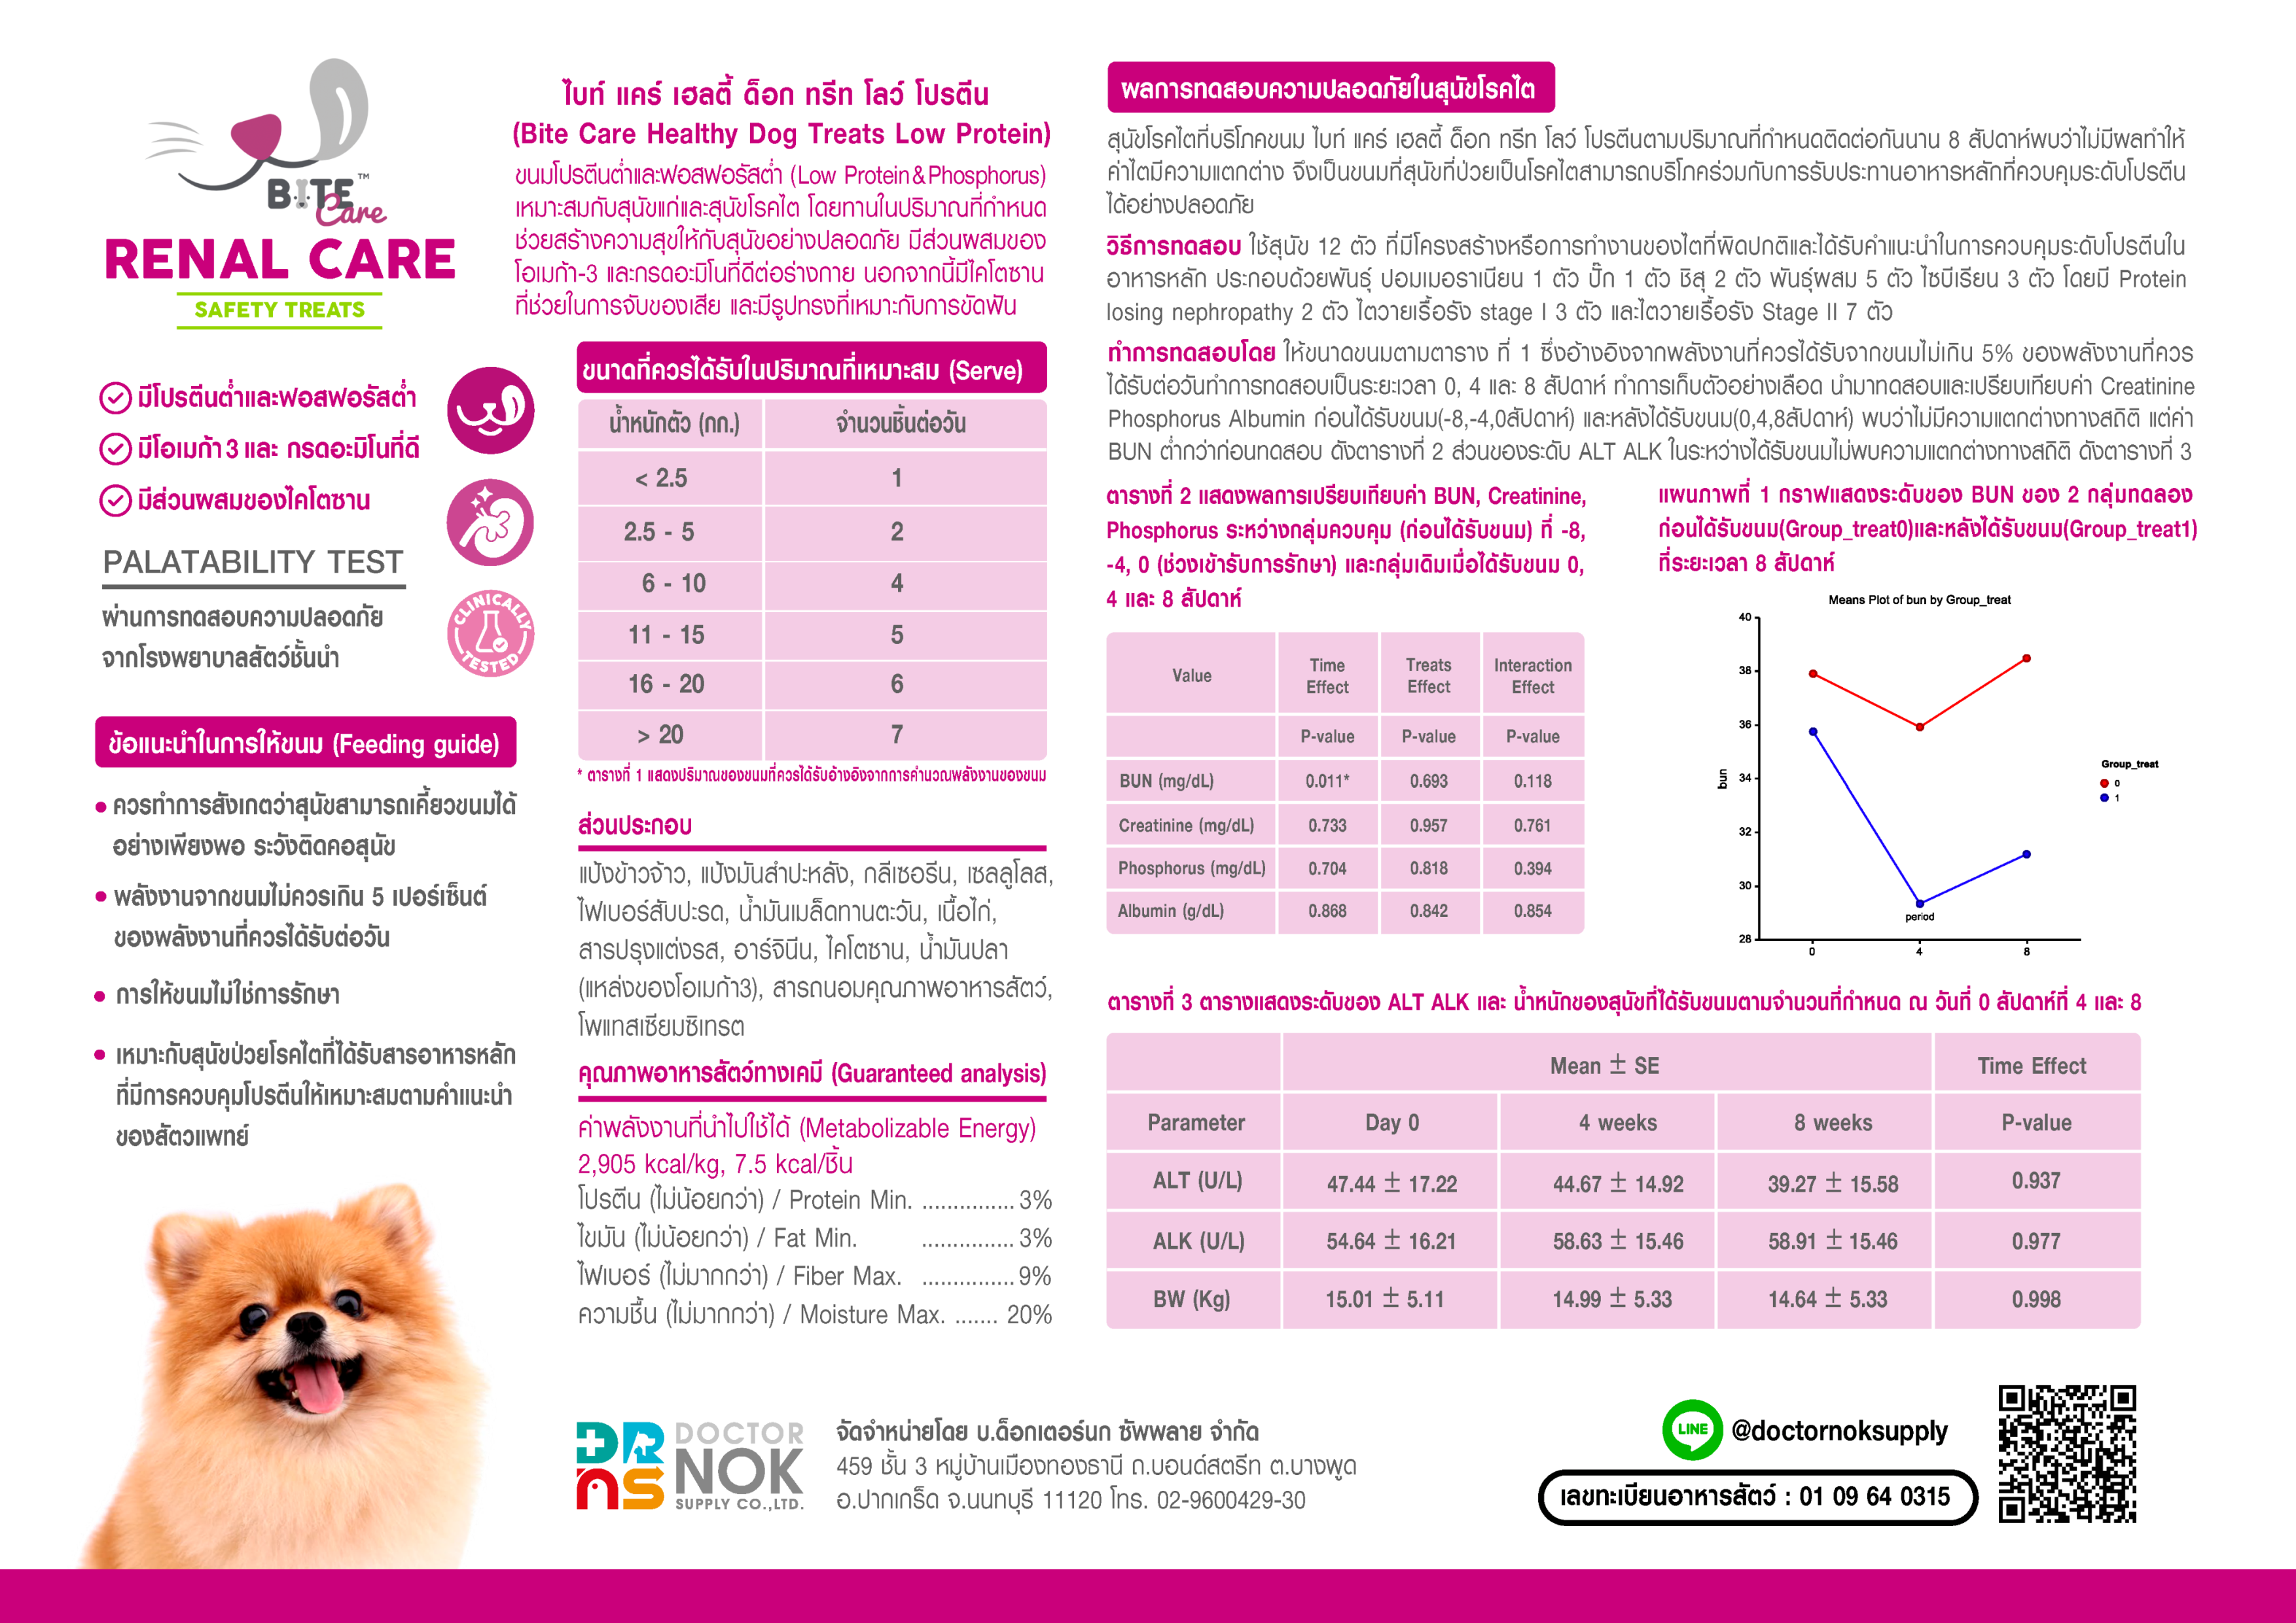 BITE™
Care
RENAL CARE
SAFETY TREATS
มีโปรตีนต่ำและฟอสฟอรัสต่ำ
มีโอเมก้า 3 และ กรดอะมิโนที่ดี
มีส่วนผสมของไคโตซาน
CLINICALLY TESTED
PALATABILITY TEST
ผ่านการทดสอบความปลอดภัย
จากโรงพยาบาลสัตว์ชั้นนำ
ข้อแนะนำในการให้ขนม (Feeding guide)
• ควรทำการสังเกตว่าสุนัขสามารถเคี้ยวขนมได้
อย่างเพียงพอ ระวังติดคอสุนัข
• พลังงานจากขนมไม่ควรเกิน 5 เปอร์เซ็นต์
ของพลังงานที่ควรได้รับต่อวัน
• การให้ขนมไม่ใช่การรักษา
• เหมาะกับสุนัขป่วยโรคไตที่ได้รับสารอาหารหลัก
ที่มีการควบคุมโปรตีนให้เหมาะสมตามคำแนะนำ
ของสัตวแพทย์
ไบท์ แคร์ เฮลตี้ ด็อก ทรีท โลว์ โปรตีน
(Bite Care Healthy Dog Treats Low Protein)
ขนมโปรตีนต่ำและฟอสฟอรัสต่ำ (Low Protein&Phosphorus)
เหมาะสมกับสุนัขแก่และสุนัขโรคไต โดยทานในปริมาณที่กำหนด
ช่วยสร้างความสุขให้กับสุนัขอย่างปลอดภัย มีส่วนผสมของ
โอเมก้า-3 และกรดอะมิโนที่ดีต่อร่างกาย นอกจากนี้มีไคโตซาน
ที่ช่วยในการจับของเสีย และมีรูปทรงที่เหมาะกับการขัดฟัน
ขนาดที่ควรได้รับในปริมาณที่เหมาะสม (Serve)
น้ำหนักตัว (กก.) จำนวนชิ้นต่อวัน
< 2.5 1
2.5 - 5 2
6 - 10 4
11 - 15 5
16 - 20 6
> 20 7
* ตารางที่ 1 แสดงปริมาณของขนมที่ควรได้รับอ้างอิงจากการคำนวณพลังงานของขนม
ส่วนประกอบ
แป้งข้าวจ้าว, แป้งมันสำปะหลัง, กลีเซอรีน, เซลลูโลส,
ไฟเบอร์สับปะรด, น้ำมันเมล็ดทานตะวัน, เนื้อไก่,
สารปรุงแต่งรส, อาร์จินีน, ไคโตซาน, น้ำมันปลา
(แหล่งของโอเมก้า3), สารถนอมคุณภาพอาหารสัตว์,
โพแทสเซียมซิเทรต
คุณภาพอาหารสัตว์ทางเคมี (Guaranteed analysis)
ค่าพลังงานที่นำไปใช้ได้ (Metabolizable Energy)
2,905 kcal/kg, 7.5 kcal/ชิ้น
โปรตีน (ไม่น้อยกว่า) / Protein Min. ............... 3%
ไขมัน (ไม่น้อยกว่า) / Fat Min. ............... 3%
ไฟเบอร์ (ไม่มากกว่า) / Fiber Max. ............... 9%
ความชื้น (ไม่มากกว่า) / Moisture Max. ....... 20%
ผลการทดสอบความปลอดภัยในสุนัขโรคไต
สุนัขโรคไตที่บริโภคขนม ไบท์ แคร์ เฮลตี้ ด็อก ทรีท โลว์ โปรตีนตามปริมาณที่กำหนดติดต่อกันนาน 8 สัปดาห์พบว่าไม่มีผลทำให้
ค่าไตมีความแตกต่าง จึงเป็นขนมที่สุนัขที่ป่วยเป็นโรคไตสามารถบริโภคร่วมกับการรับประทานอาหารหลักที่ควบคุมระดับโปรตีน
ได้อย่างปลอดภัย
วิธีการทดสอบ ใช้สุนัข 12 ตัว ที่มีโครงสร้างหรือการทำงานของไตที่ผิดปกติและได้รับคำแนะนำในการควบคุมระดับโปรตีนใน
อาหารหลัก ประกอบด้วยพันธุ์ ปอมเมอราเนียน 1 ตัว ปั๊ก 1 ตัว ชิสุ 2 ตัว พันธุ์ผสม 5 ตัว ไซบีเรียน 3 ตัว โดยมี Protein
losing nephropathy 2 ตัว ไตวายเรื้อรัง stage I 3 ตัว และไตวายเรื้อรัง Stage II 7 ตัว
ทำการทดสอบโดย ให้ขนาดขนมตามตาราง ที่ 1 ซึ่งอ้างอิงจากพลังงานที่ควรได้รับจากขนมไม่เกิน 5% ของพลังงานที่ควร
ได้รับต่อวันทำการทดสอบเป็นระยะเวลา 0, 4 และ 8 สัปดาห์ ทำการเก็บตัวอย่างเลือด นำมาทดสอบและเปรียบเทียบค่า Creatinine
Phosphorus Albumin ก่อนได้รับขนม(-8,-4,0สัปดาห์) และหลังได้รับขนม(0,4,8สัปดาห์) พบว่าไม่มีความแตกต่างทางสถิติ แต่ค่า
BUN ต่ำกว่าก่อนทดสอบ ดังตารางที่ 2 ส่วนของระดับ ALT ALK ในระหว่างได้รับขนมไม่พบความแตกต่างทางสถิติ ดังตารางที่ 3
ตารางที่ 2 แสดงผลการเปรียบเทียบค่า BUN, Creatinine,
Phosphorus ระหว่างกลุ่มควบคุม (ก่อนได้รับขนม) ที่ -8,
-4, 0 (ช่วงเข้ารับการรักษา) และกลุ่มเดิมเมื่อได้รับขนม 0,
4 และ 8 สัปดาห์
Value Time Effect Treats Effect Interaction Effect
P-value P-value P-value
BUN (mg/dL) 0.011* 0.693 0.118
Creatinine (mg/dL) 0.733 0.957 0.761
Phosphorus (mg/dL) 0.704 0.818 0.394
Albumin (g/dL) 0.868 0.842 0.854
แผนภาพที่ 1 กราฟแสดงระดับของ BUN ของ 2 กลุ่มทดลอง
ก่อนได้รับขนม(Group_treat0)และหลังได้รับขนม(Group_treat1)
ที่ระยะเวลา 8 สัปดาห์
Means Plot of bun by Group_treat
40
38
36
34
32
30
28
bun
period
0 4 8
Group_treat
0
1
ตารางที่ 3 ตารางแสดงระดับของ ALT ALK และ น้ำหนักของสุนัขที่ได้รับขนมตามจำนวนที่กำหนด ณ วันที่ 0 สัปดาห์ที่ 4 และ 8
Mean ± SE Time Effect
Parameter Day 0 4 weeks 8 weeks P-value
ALT (U/L) 47.44 ± 17.22 44.67 ± 14.92 39.27 ± 15.58 0.937
ALK (U/L) 54.64 ± 16.21 58.63 ± 15.46 58.91 ± 15.46 0.977
BW (Kg) 15.01 ± 5.11 14.99 ± 5.33 14.64 ± 5.33 0.998
DR
nS
DOCTOR
NOK
SUPPLY CO.,LTD.
จัดจำหน่ายโดย บ.ด็อกเตอร์นก ซัพพลาย จำกัด
459 ชั้น 3 หมู่บ้านเมืองทองธานี ถ.บอนด์สตรีท ต.บางพูด
อ.ปากเกร็ด จ.นนทบุรี 11120 โทร. 02-9600429-30
LINE @doctornoksupply
เลขทะเบียนอาหารสัตว์ : 01 09 64 0315